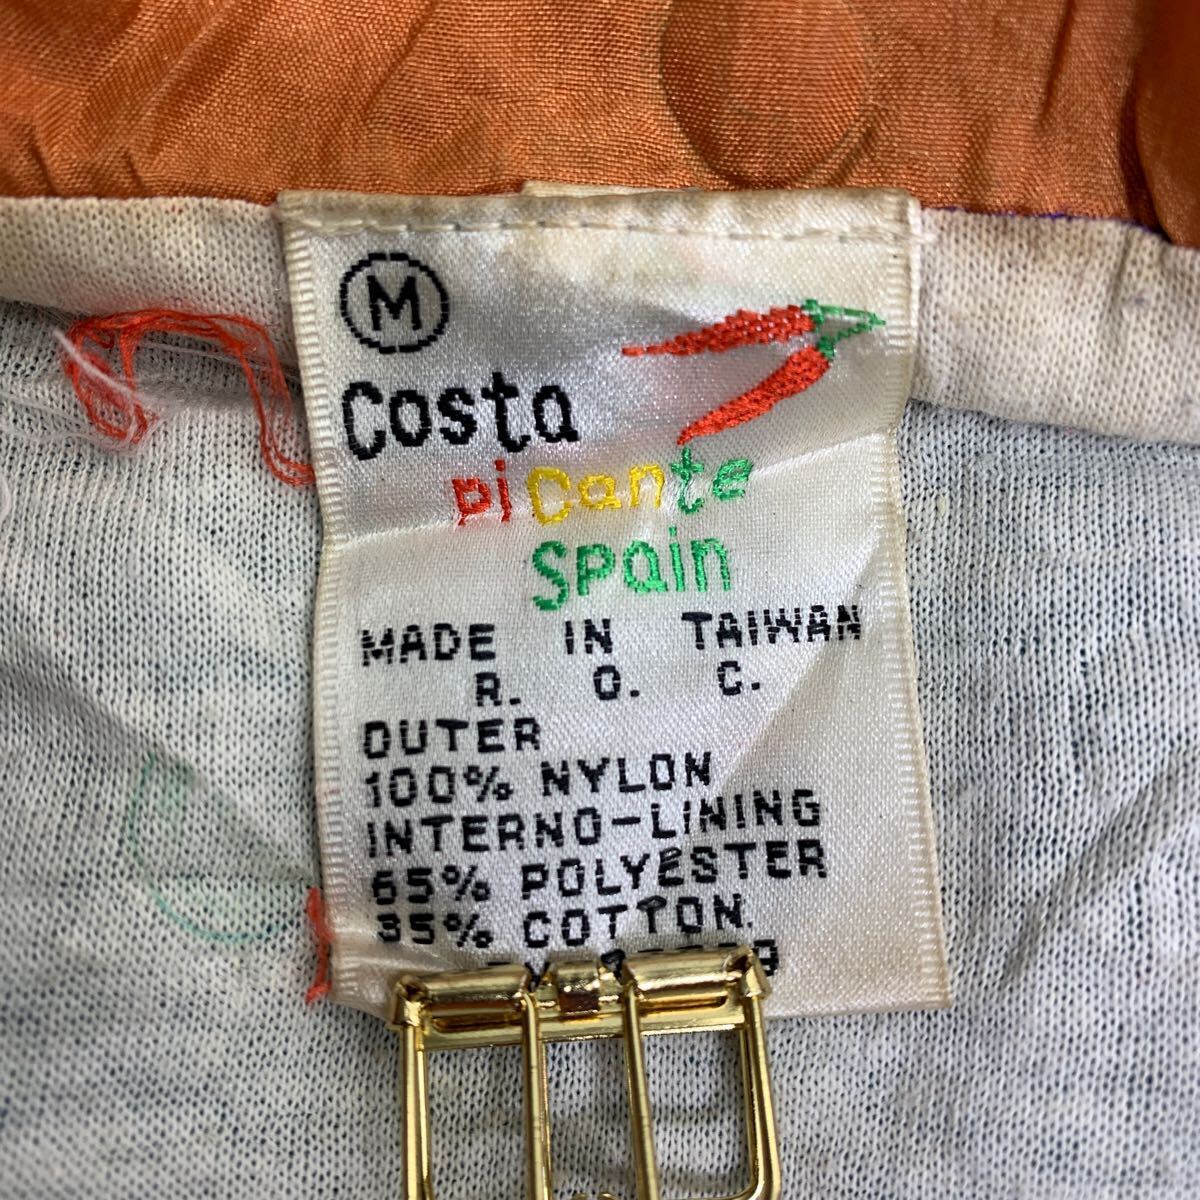 M
Costa
piCante
Spain
MADE IN TAIWAN
R. O. C.
OUTER
100% NYLON
INTERNO-LINING
65% POLYESTER
35% COTTON